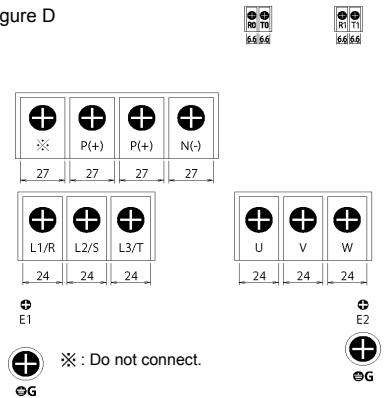 gure D
R0 T0 R1 T1
6.6 6.6 6.6 6.6
※ P(+) P(+) N(-)
27 27 27 27
L1/R L2/S L3/T U V W
24 24 24 24 24 24
E1 E2
※ : Do not connect.
G G